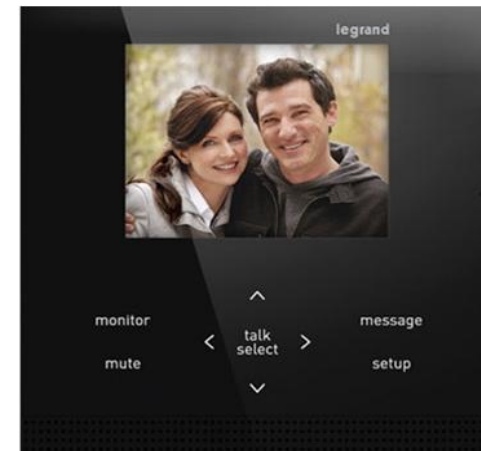 legrand
monitor
message
talk
select
mute
setup